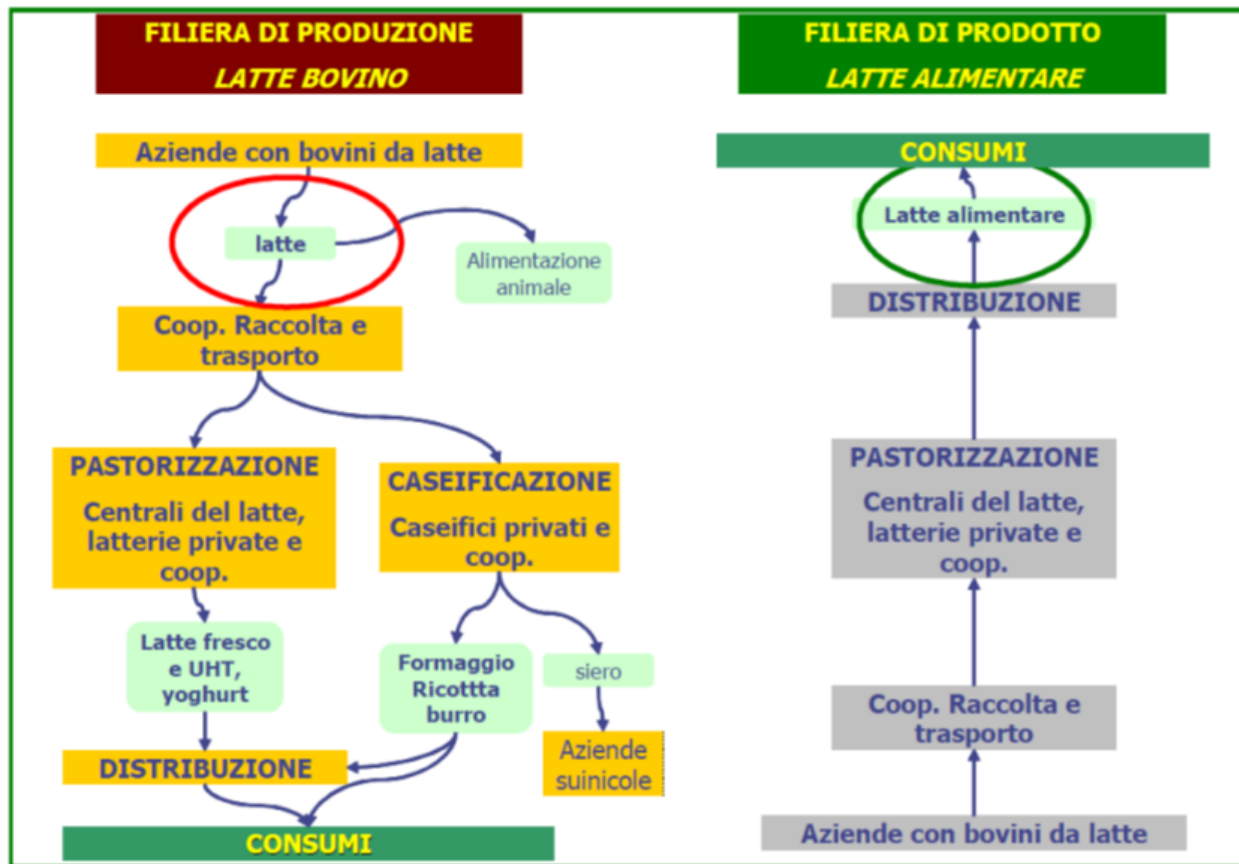 FILIERA DI PRODUZIONE
LATTE BOVINO
Aziende con bovini da latte
latte
Alimentazione
animale
Coop. Raccolta e
trasporto
PASTORIZZAZIONE
Centrali del latte,
latterie private e
coop.
CASEIFICAZIONE
Caseifici privati e
coop.
Latte fresco
e UHT,
yoghurt
Formaggio
Ricottta
burro
siero
Aziende
suinicole
DISTRIBUZIONE
CONSUMI
FILIERA DI PRODOTTO
LATTE ALIMENTARE
CONSUMI
Latte alimentare
DISTRIBUZIONE
PASTORIZZAZIONE
Centrali del latte,
latterie private e
coop.
Coop. Raccolta e
trasporto
Aziende con bovini da latte